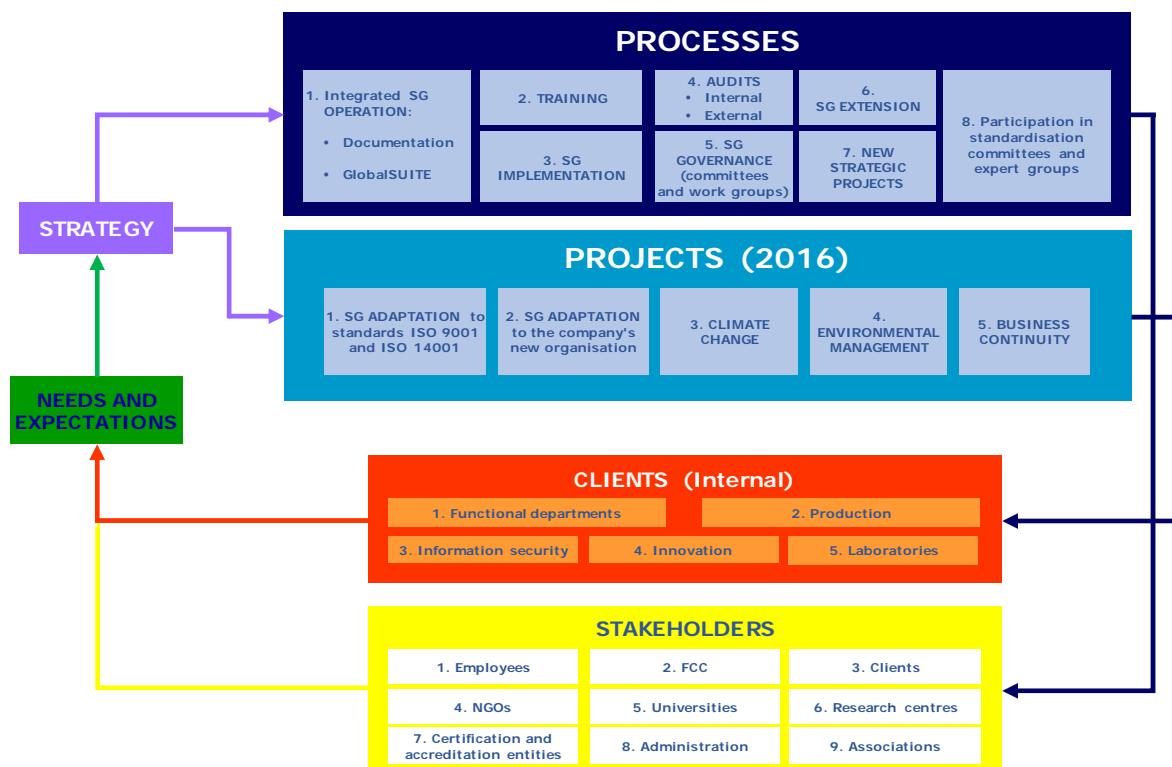 PROCESSES
1. Integrated SG
OPERATION:
• Documentation
• GlobalSUITE
2. TRAINING
3. SG
IMPLEMENTATION
4. AUDITS
• Internal
• External
5. SG
GOVERNANCE
(committees
and work groups)
6.
SG EXTENSION
7. NEW
STRATEGIC
PROJECTS
8. Participation in
standardisation
committees and
expert groups
STRATEGY
PROJECTS (2016)
1. SG ADAPTATION to
standards ISO 9001
and ISO 14001
2. SG ADAPTATION
to the company's
new organisation
3. CLIMATE
CHANGE
4.
ENVIRONMENTAL
MANAGEMENT
5. BUSINESS
CONTINUITY
NEEDS AND
EXPECTATIONS
CLIENTS (Internal)
1. Functional departments
2. Production
3. Information security
4. Innovation
5. Laboratories
STAKEHOLDERS
1. Employees
2. FCC
3. Clients
4. NGOs
5. Universities
6. Research centres
7. Certification and
accreditation entities
8. Administration
9. Associations